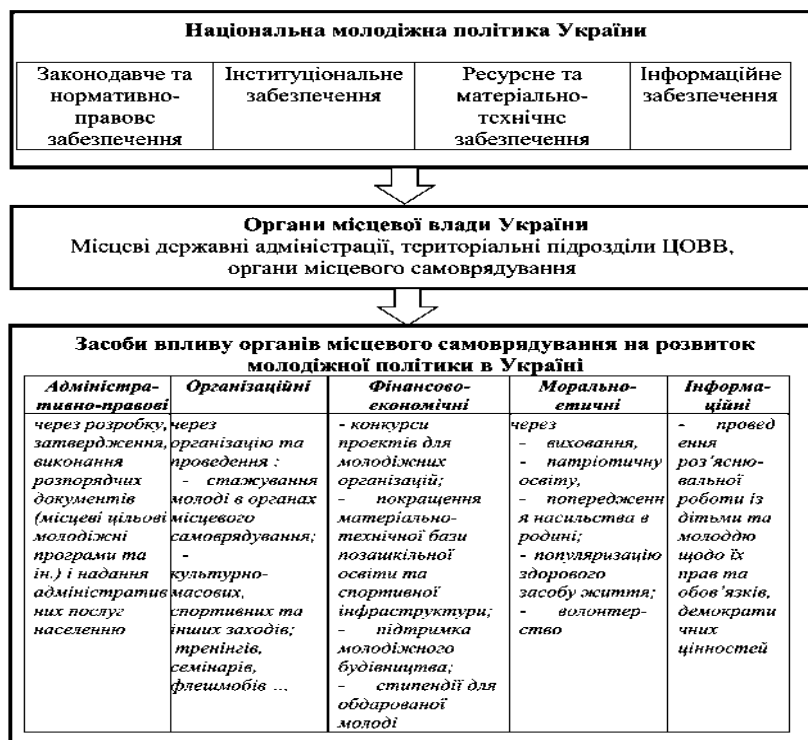 Національна молодіжна політика України
Законодавче та
нормативно-
правове
забезпечення
Інституціональне
забезпечення
Ресурсне та
матеріально-
технічне
забезпечення
Інформаційне
забезпечення
Органи місцевої влади України
Місцеві державні адміністрації, територіальні підрозділи ЦОВВ,
органи місцевого самоврядування
Засоби впливу органів місцевого самоврядування на розвиток
молодіжної політики в Україні
Адміністра-
тивно-правові
через розробку,
затвердження,
виконання
розпорядчих
документів
(місцеві цільові
молодіжні
програми та
ін.) і надання
адміністратив
них послуг
населенню
Організаційні
через
організацію та
проведення :
- стажування
молоді в органах
місцевого
самоврядування;
-
культурно-
масових,
спортивних та
інших заходів;
тренінгів,
семінарів,
флешмобів ...
Фінансово-
економічні
- конкурси
проектів для
молодіжних
організацій;
- покращення
матеріально-
технічної бази
позашкільної
освіти та
спортивної
інфраструктури;
- підтримка
молодіжного
будівництва;
- стипендії для
обдарованої
молоді
Морально-
етичні
через
- виховання,
- патріотичну
освіту,
- попередженн
я насильства в
родині;
- популяризацію
здорового
засобу життя;
- волонтер-
ство
Інформа-
ційні
- провед
ення
роз’ясню-
вальної
роботи із
дітьми та
молоддю
щодо їх
прав та
обов’язків,
демократи
чних
цінностей